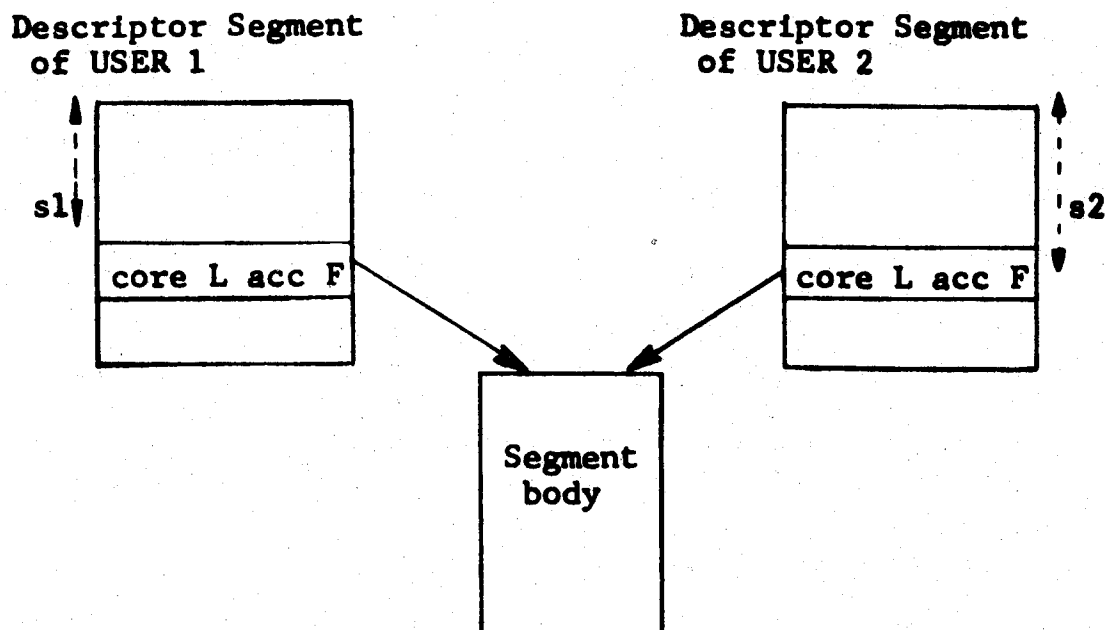 Descriptor Segment
of USER 1
Descriptor Segment
of USER 2
s1
s2
core L acc F
core L acc F
Segment
body